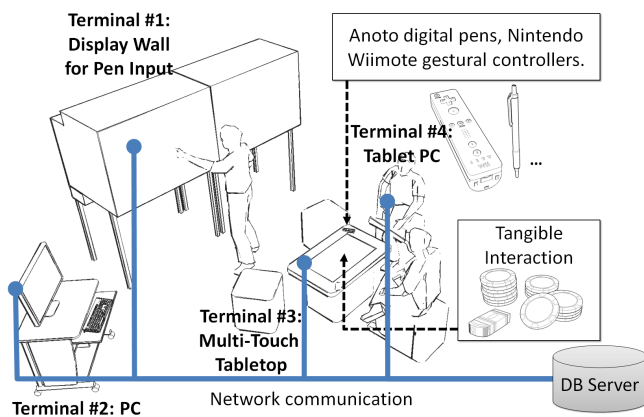 Terminal #1:
Display Wall
for Pen Input
Anoto digital pens, Nintendo
Wiimote gestural controllers.
Terminal #4:
Tablet PC
...
Tangible
Interaction
Terminal #3:
Multi-Touch
Tabletop
DB Server
Network communication
Terminal #2: PC